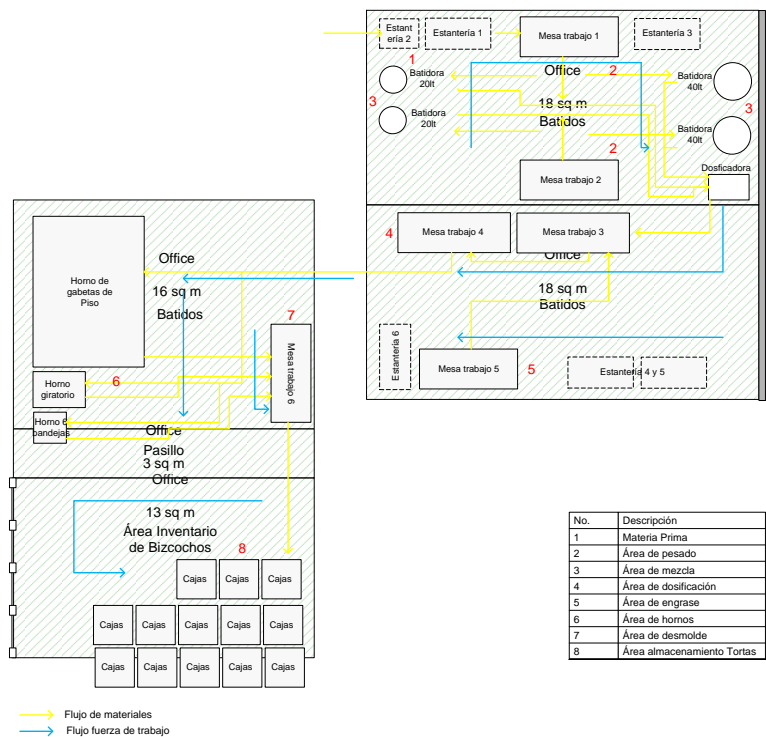 Estant
ería 2
Estantería 1
Mesa trabajo 1
Estantería 3
1
Batidora
20lt
Office
2
Batidora
40lt
3
Batidora
20lt
18 sq m
Batidos
3
Batidora
40lt
2
Mesa trabajo 2
Dosficadora
4
Mesa trabajo 4
Mesa trabajo 3
Office
18 sq m
Batidos
Estantería 6
Mesa trabajo 5
5
Estantería 4 y 5
Horno de
gabetas de
Piso
Office
16 sq m
Batidos
7
Mesa trabajo 6
Horno
giratorio
6
Horno 6
bandejas
Office
Pasillo
3 sq m
Office
13 sq m
Área Inventario
de Bizcochos
8
Cajas
Cajas
Cajas
Cajas
Cajas
Cajas
Cajas
Cajas
Cajas
Cajas
Cajas
Cajas
Cajas
No. Descripción
1 Materia Prima
2 Área de pesado
3 Área de mezcla
4 Área de dosificación
5 Área de engrase
6 Área de hornos
7 Área de desmolde
8 Área almacenamiento Tortas
Flujo de materiales
Flujo fuerza de trabajo